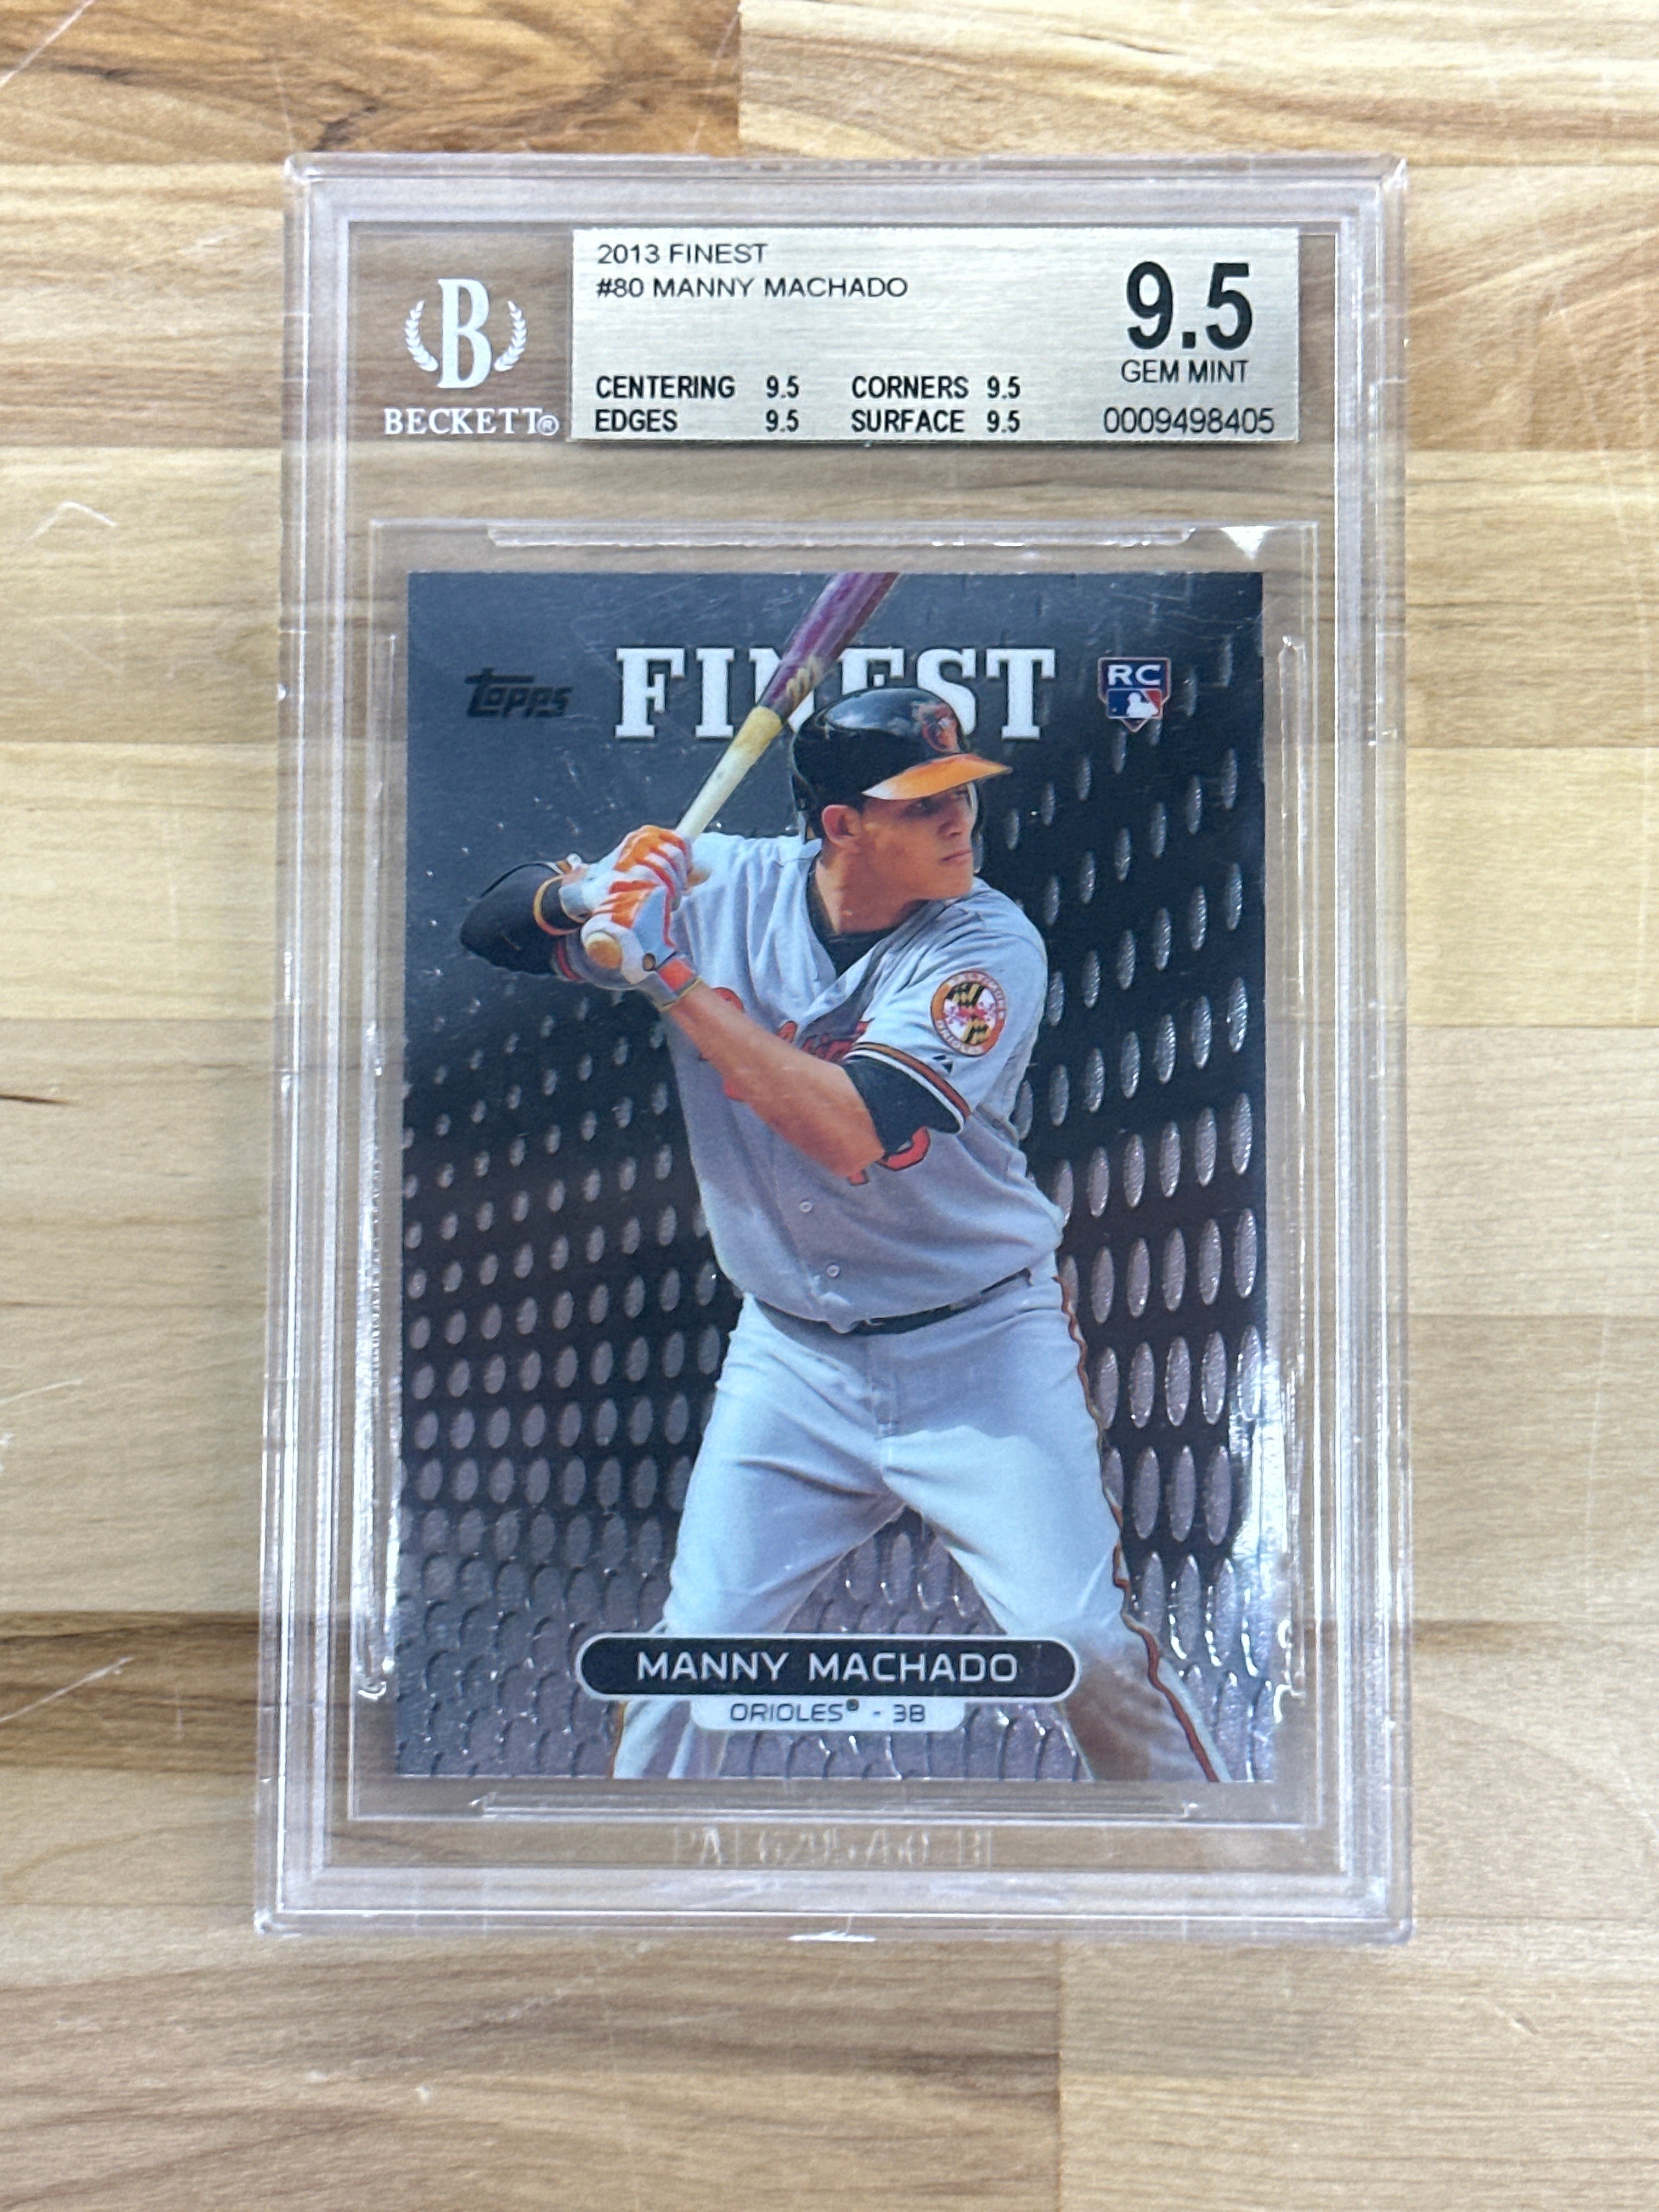 2013 FINEST
#80 MANNY MACHADO
9.5
GEM MINT
CENTERING 9.5 CORNERS 9.5
EDGES 9.5 SURFACE 9.5
0009498405
B
BECKETT®
Topps
FINEST
RC
MANNY MACHADO
ORIOLES® - 3B